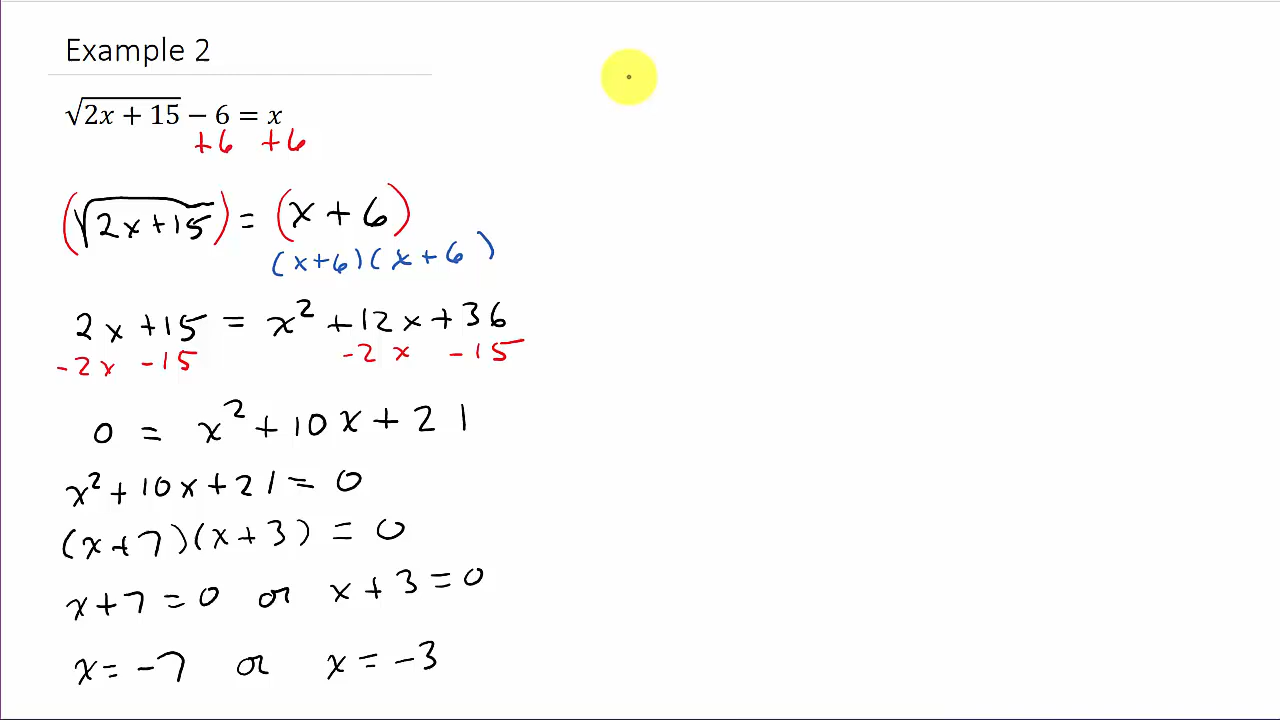 Example 2
√2x + 15 − 6 = x
+6 +6
(√2x+15) = (x + 6)
(x+6)(x+6)
2x +15 = x² +12x+36
-2x -15 -2x -15
0 = x² + 10x + 21
x² + 10x + 21 = 0
(x+7)(x+3) = 0
x+7 = 0 or x + 3 = 0
x = -7 or x = -3